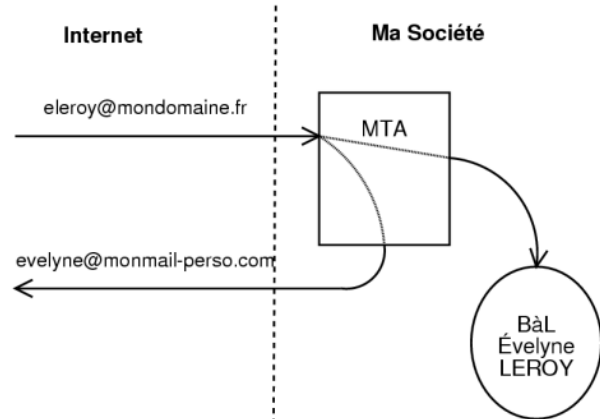 Internet
Ma Société
eleroy@mondomaine.fr
MTA
evelyne@monmail-perso.com
BàL
Évelyne
LEROY